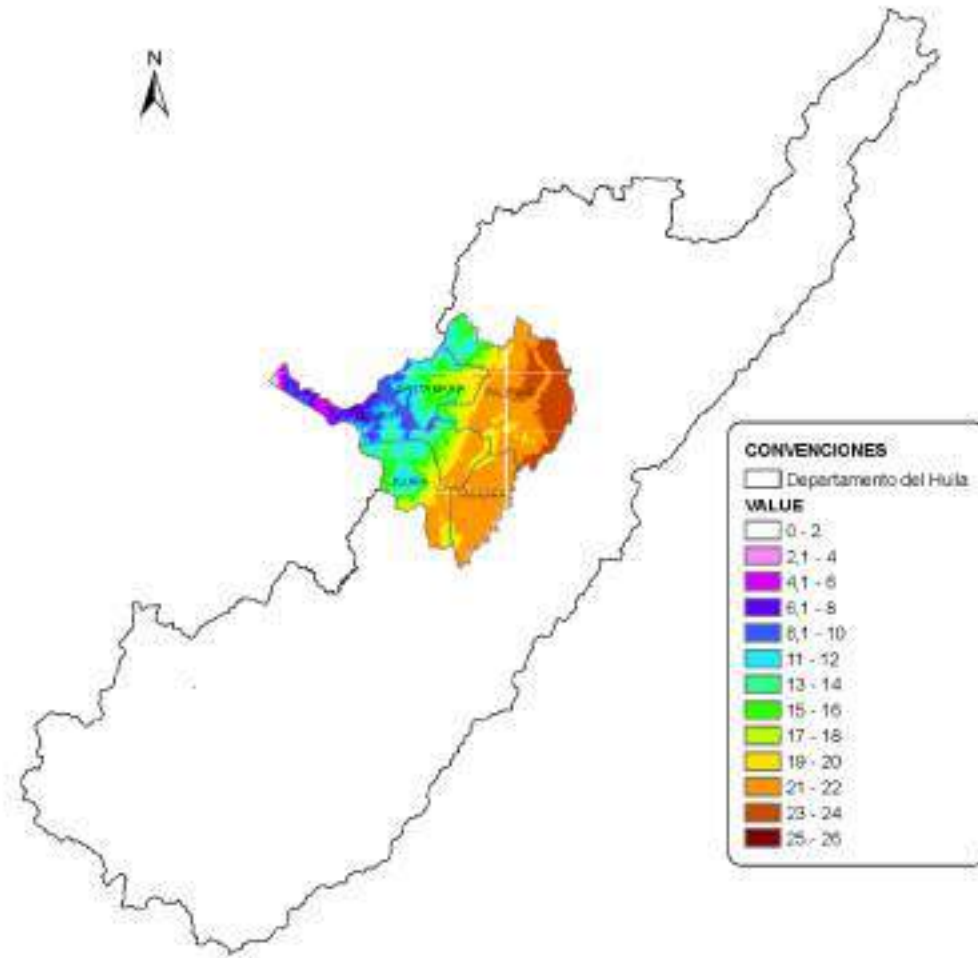 N
CONVENCIONES
Departamento del Huila
VALUE
0 - 2
2,1 - 4
4,1 - 6
6,1 - 8
8,1 - 10
11 - 12
13 - 14
15 - 16
17 - 18
19 - 20
21 - 22
23 - 24
25 - 26